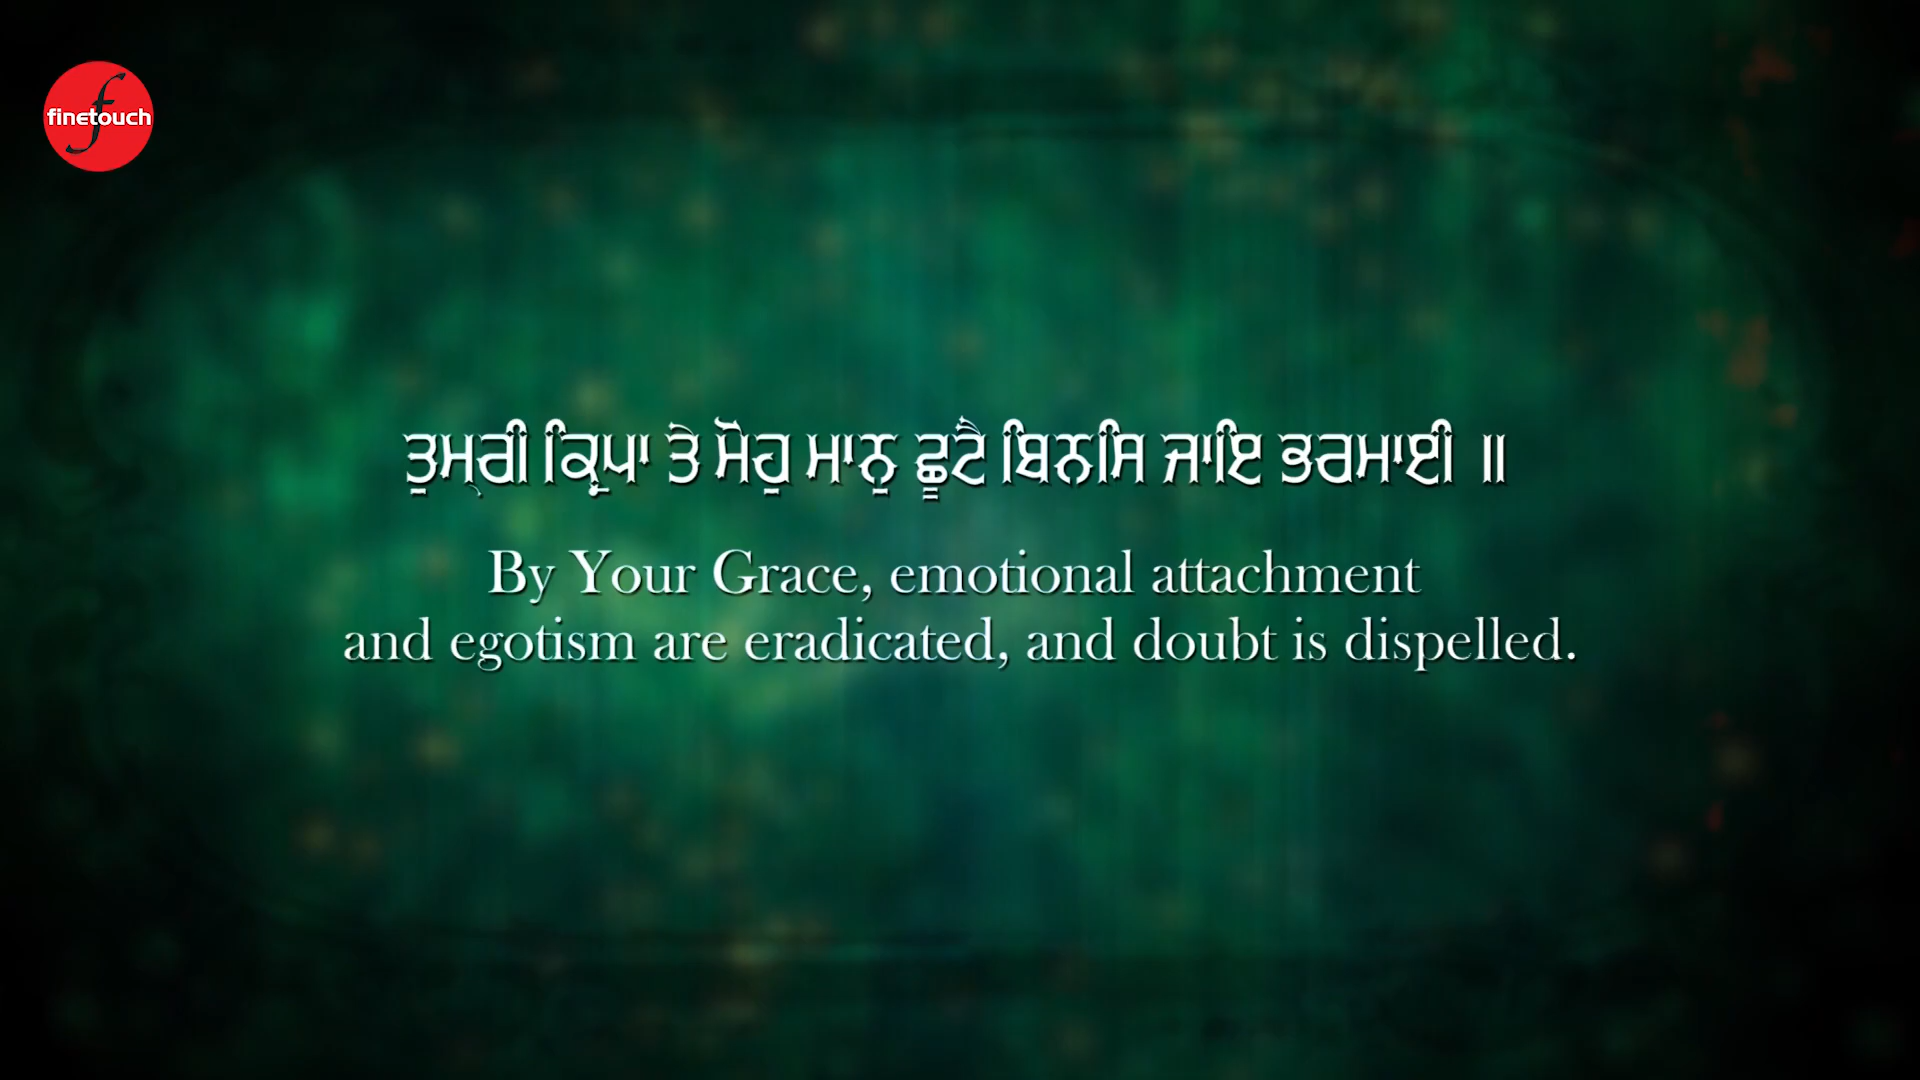 finetouch
ਤੁਮ੍ਰੀ ਕ੍ਰਿਪਾ ਤੇ ਮੋਹੁ ਮਾਨੁ ਛੂਟੈ ਬਿਨਸਿ ਜਾਇ ਭਰਮਾਈ ॥
By Your Grace, emotional attachment
and egotism are eradicated, and doubt is dispelled.